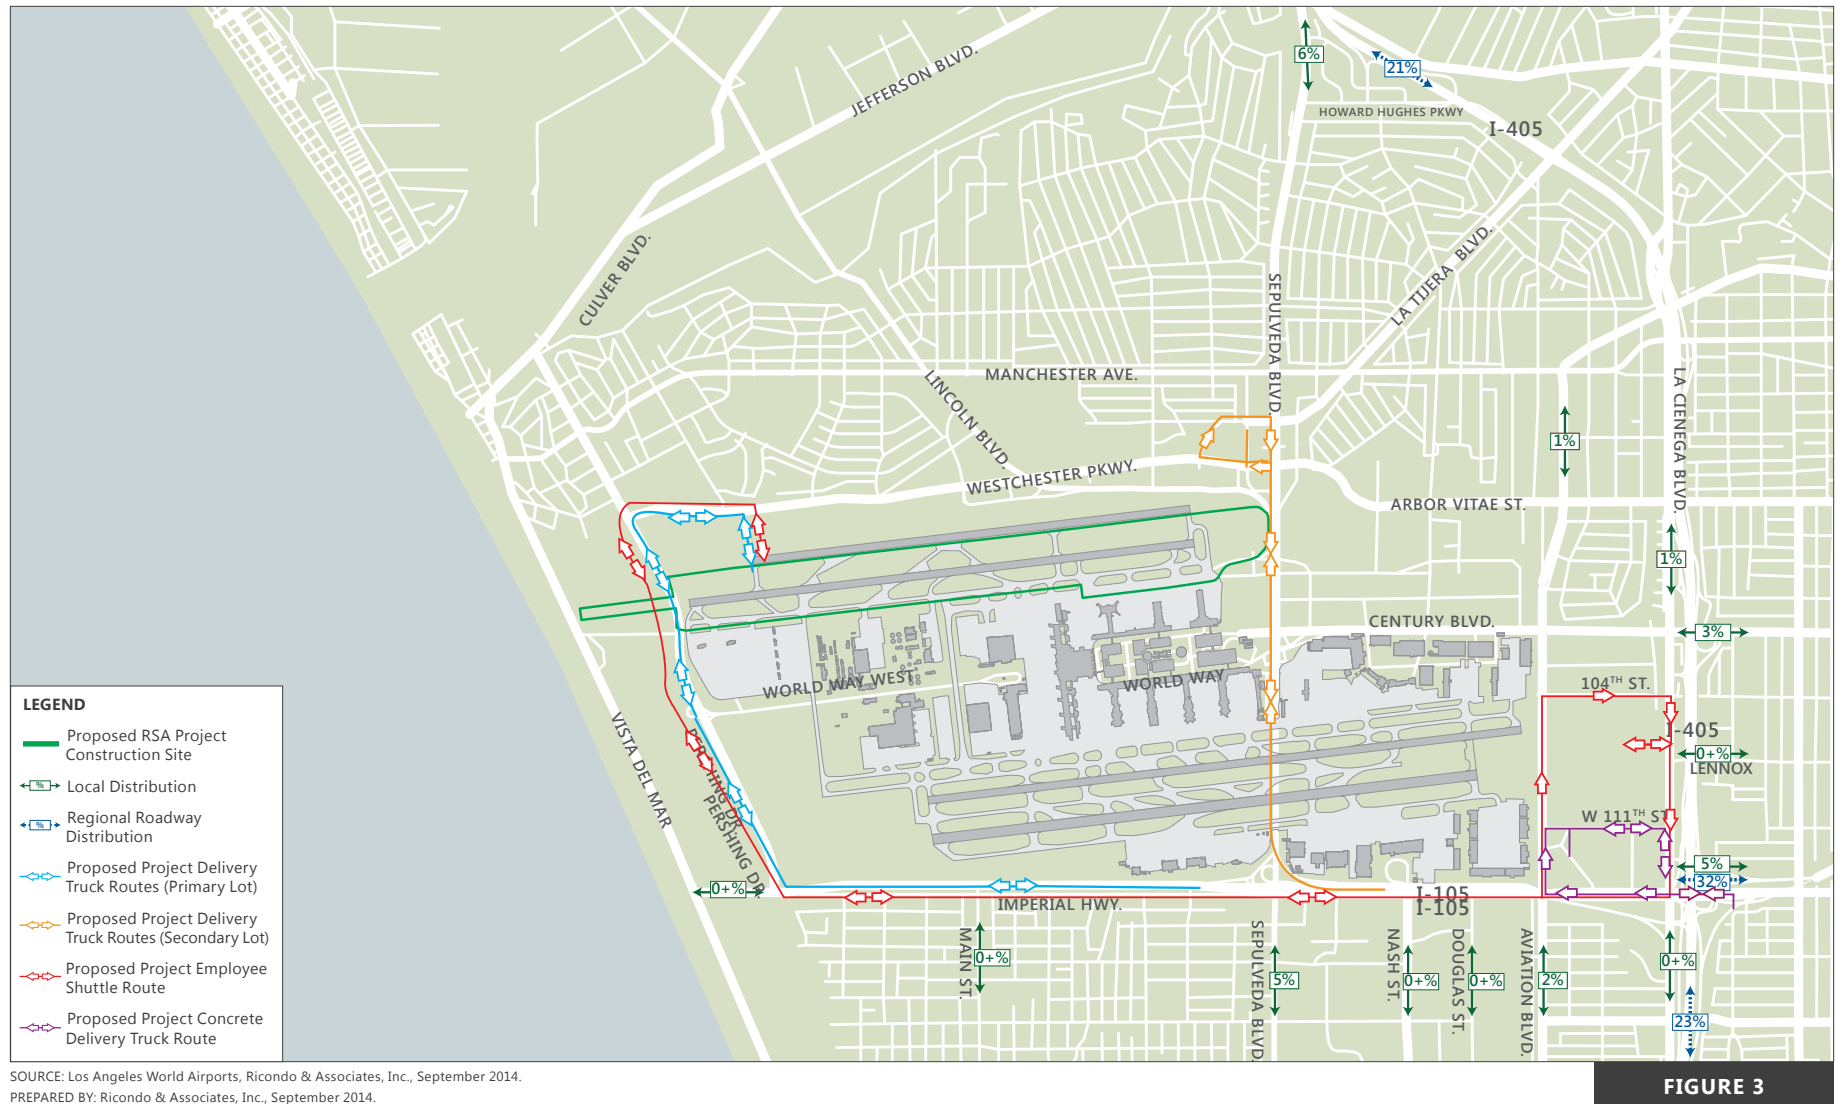 6%
21%
HOWARD HUGHES PKWY
I-405
JEFFERSON BLVD.
CULVER BLVD.
LA TIJERA BLVD.
SEPULVEDA BLVD.
MANCHESTER AVE.
LINCOLN BLVD.
LA CIENEGA BLVD.
1%
WESTCHESTER PKWY.
ARBOR VITAE ST.
1%
CENTURY BLVD.
3%
WORLD WAY WEST
WORLD WAY
104TH ST.
I-405
0+%
LENNOX
VISTA DEL MAR
PERSHING DR.
PERSHING DR.
W 111TH ST.
5%
32%
0+%
I-105
I-105
IMPERIAL HWY.
MAIN ST.
0+%
SEPULVEDA BLVD.
5%
NASH ST.
0+%
DOUGLAS ST.
0+%
AVIATION BLVD.
2%
0+%
23%
LEGEND
Proposed RSA Project
Construction Site
%
Local Distribution
%
Regional Roadway
Distribution
Proposed Project Delivery
Truck Routes (Primary Lot)
Proposed Project Delivery
Truck Routes (Secondary Lot)
Proposed Project Employee
Shuttle Route
Proposed Project Concrete
Delivery Truck Route
SOURCE: Los Angeles World Airports, Ricondo & Associates, Inc., September 2014.
PREPARED BY: Ricondo & Associates, Inc., September 2014.
FIGURE 3